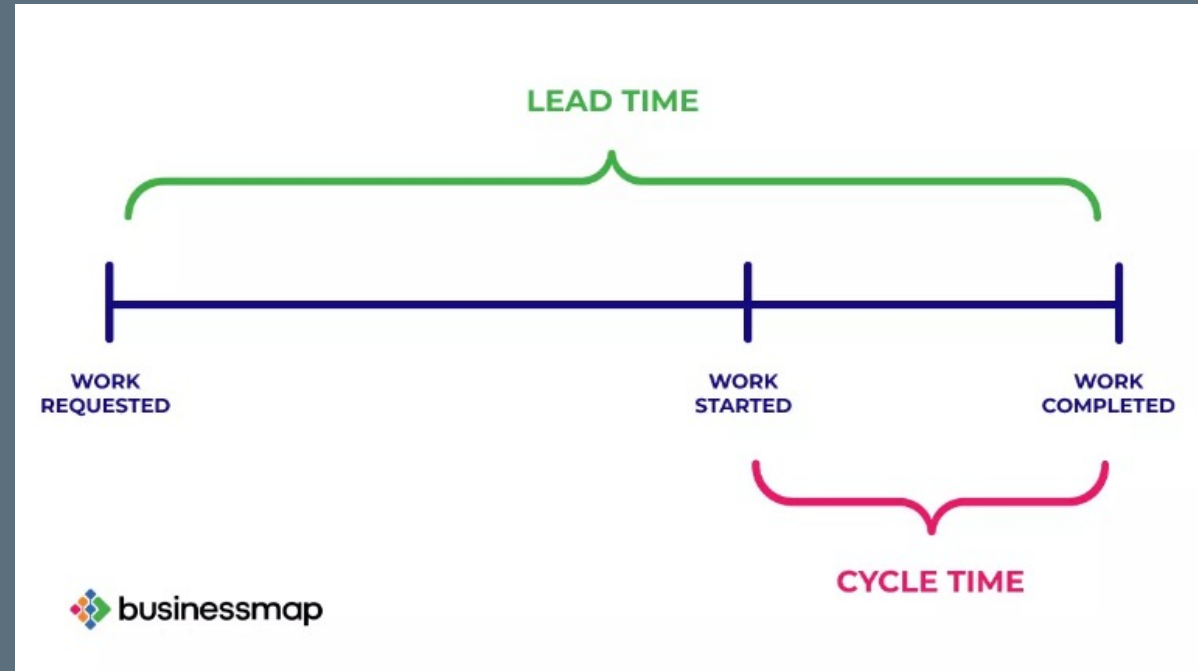 LEAD TIME
WORK
REQUESTED
WORK
STARTED
WORK
COMPLETED
CYCLE TIME
businessmap